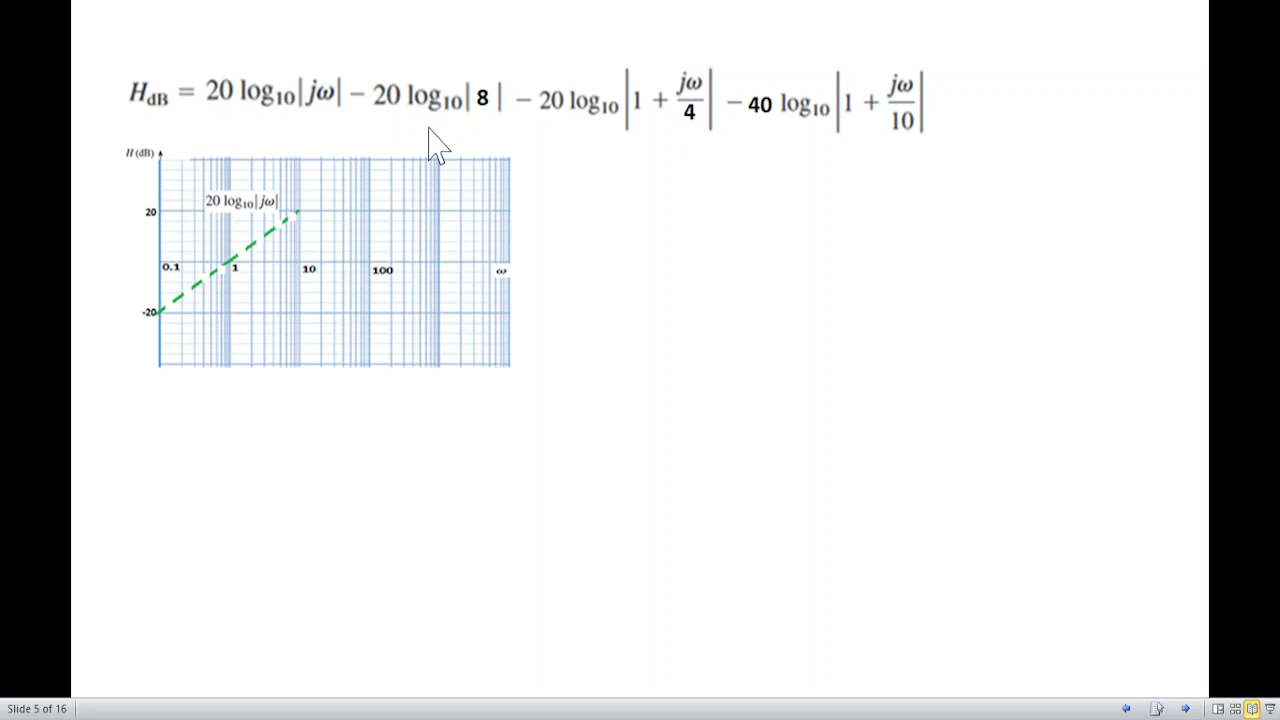 H_dB = 20 log₁₀|jω| − 20 log₁₀| 8 | − 20 log₁₀|1 + jω/4| − 40 log₁₀|1 + jω/10|
H(dB)
20 log₁₀|jω|
20
0.1 1 10 100 ω
-20
Slide 5 of 16